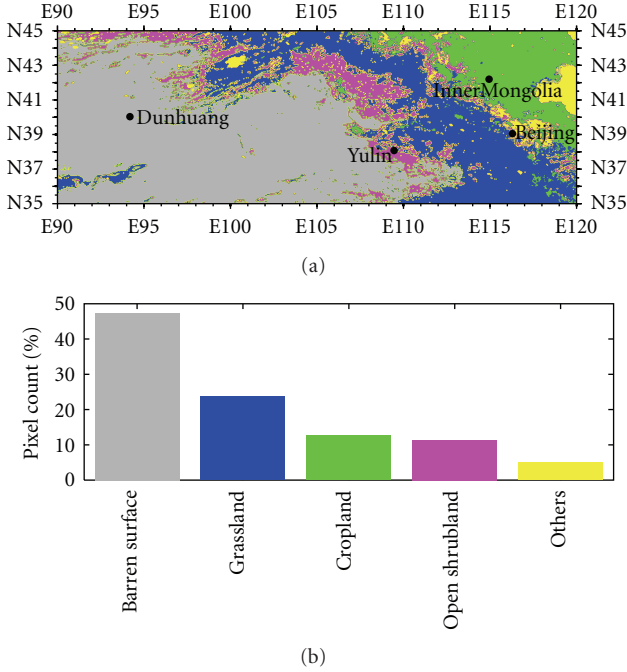 E90 E95 E100 E105 E110 E115 E120
N45 N45
N43 N43
InnerMongolia
N41 N41
Dunhuang
N39 Beijing N39
Yulin
N37 N37
N35 N35
E90 E95 E100 E105 E110 E115 E120
(a)
50
40
30
20
10
0
Pixel count (%)
Barren surface
Grassland
Cropland
Open shrubland
Others
(b)